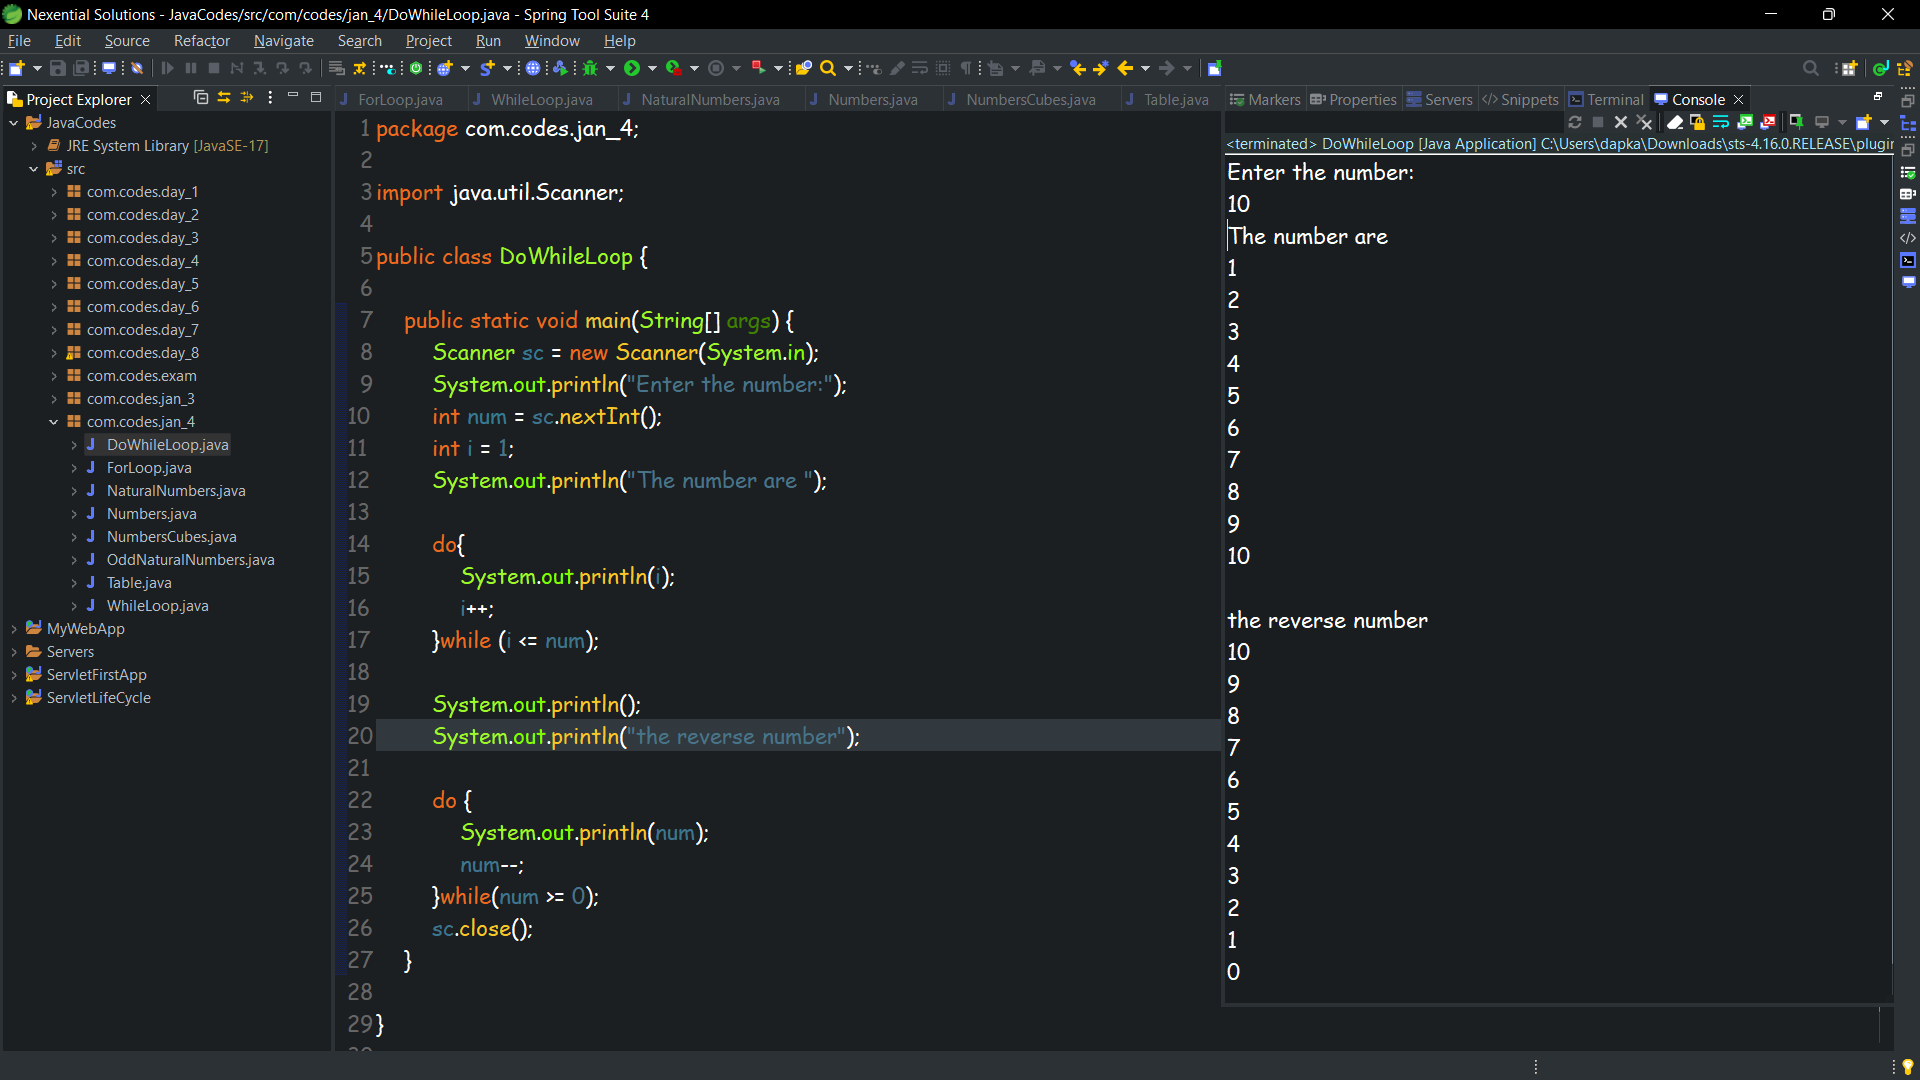 Nexential Solutions - JavaCodes/src/com/codes/jan_4/DoWhileLoop.java - Spring Tool Suite 4
File Edit Source Refactor Navigate Search Project Run Window Help
Project Explorer
JavaCodes
JRE System Library [JavaSE-17]
src
com.codes.day_1
com.codes.day_2
com.codes.day_3
com.codes.day_4
com.codes.day_5
com.codes.day_6
com.codes.day_7
com.codes.day_8
com.codes.exam
com.codes.jan_3
com.codes.jan_4
DoWhileLoop.java
ForLoop.java
NaturalNumbers.java
Numbers.java
NumbersCubes.java
OddNaturalNumbers.java
Table.java
WhileLoop.java
MyWebApp
Servers
ServletFirstApp
ServletLifeCycle
ForLoop.java WhileLoop.java NaturalNumbers.java Numbers.java NumbersCubes.java Table.java
1 package com.codes.jan_4;
2
3 import java.util.Scanner;
4
5 public class DoWhileLoop {
6
7 public static void main(String[] args) {
8 Scanner sc = new Scanner(System.in);
9 System.out.println("Enter the number:");
10 int num = sc.nextInt();
11 int i = 1;
12 System.out.println("The number are ");
13
14 do{
15 System.out.println(i);
16 i++;
17 }while (i <= num);
18
19 System.out.println();
20 System.out.println("the reverse number");
21
22 do {
23 System.out.println(num);
24 num--;
25 }while(num >= 0);
26 sc.close();
27 }
28
29 }
Markers Properties Servers Snippets Terminal Console
<terminated> DoWhileLoop [Java Application] C:\Users\dapka\Downloads\sts-4.16.0.RELEASE\plugin
Enter the number:
10
The number are
1
2
3
4
5
6
7
8
9
10
the reverse number
10
9
8
7
6
5
4
3
2
1
0